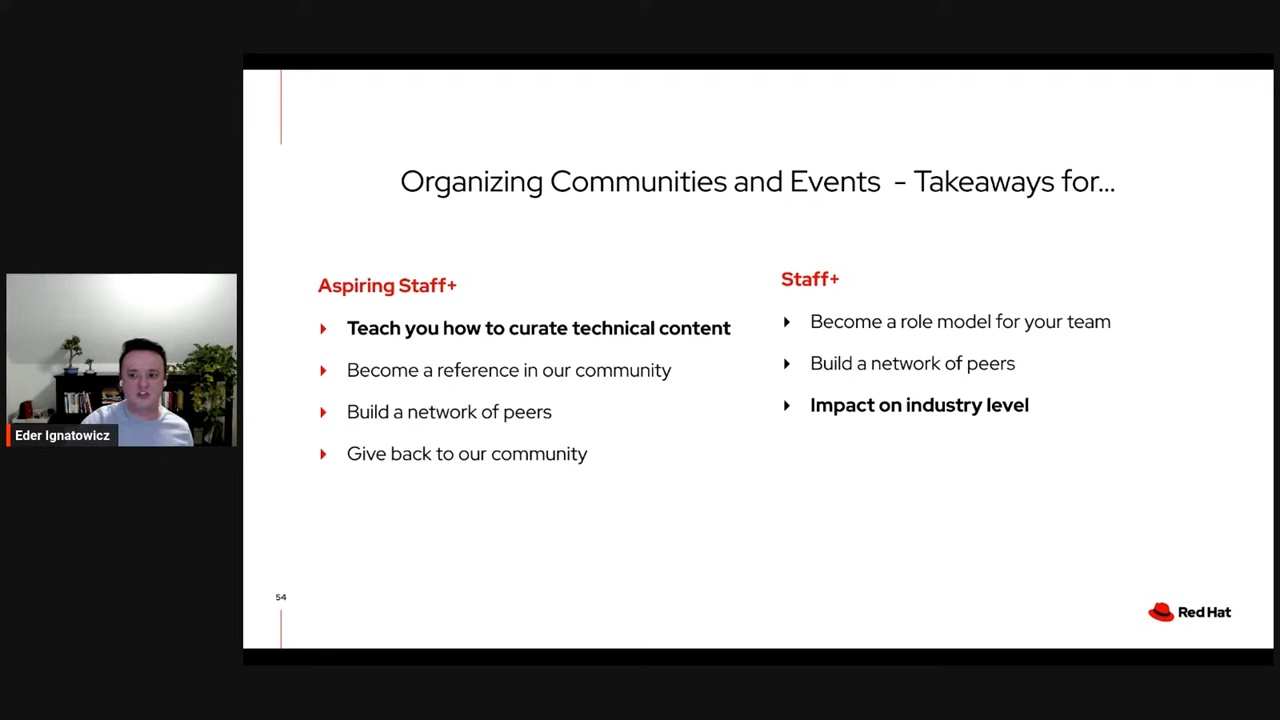 Organizing Communities and Events - Takeaways for...
Aspiring Staff+
Teach you how to curate technical content
Become a reference in our community
Build a network of peers
Give back to our community
Staff+
Become a role model for your team
Build a network of peers
Impact on industry level
Eder Ignatowicz
54
Red Hat